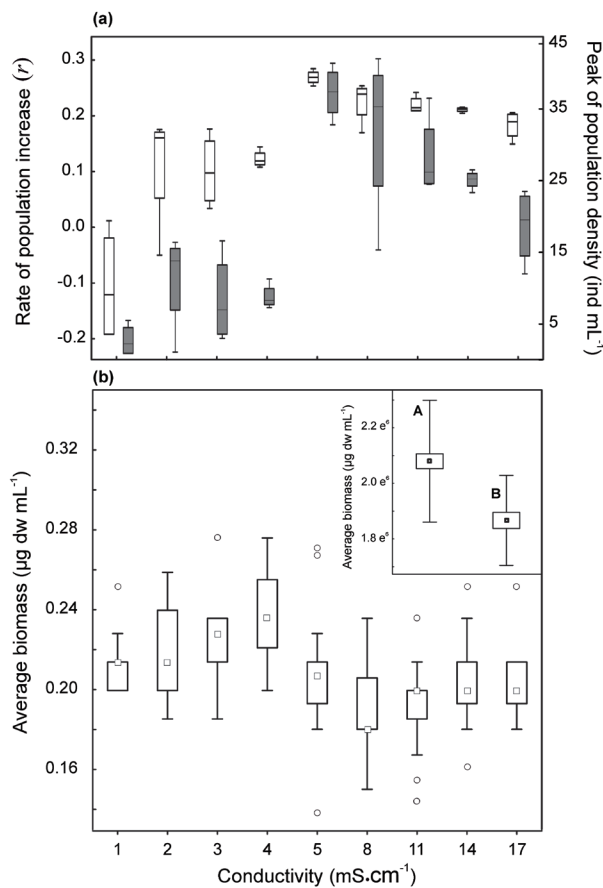 (a)
Rate of population increase (r)
0.3
0.2
0.1
0.0
-0.1
-0.2
45
35
25
15
5
Peak of population
density (ind mL⁻¹)
(b)
Average biomass (µg dw mL⁻¹)
0.32
0.28
0.24
0.20
0.16
Average biomass (µg dw mL⁻¹)
2.2 e⁶
2.0 e⁶
1.8 e⁶
A
B
1 2 3 4 5 8 11 14 17
Conductivity (mS.cm⁻¹)